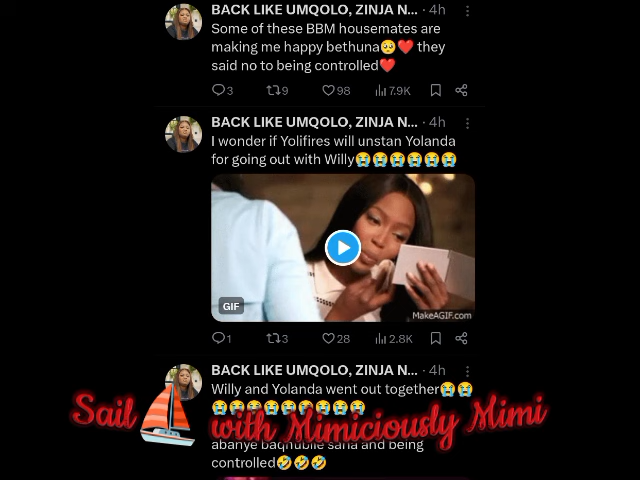 BACK LIKE UMQOLO, ZINJA N... · 4h
Some of these BBM housemates are
making me happy bethuna🥺❤️ they
said no to being controlled❤️
3 9 98 7.9K
BACK LIKE UMQOLO, ZINJA N... · 4h
I wonder if Yolifires will unstan Yolanda
for going out with Willy😭😭😭😭😭😭
GIF
MakeAGIF.com
1 3 28 2.8K
BACK LIKE UMQOLO, ZINJA N... · 4h
Willy and Yolanda went out together😭😭
😭😭😭😭😭😭😭😭😭
Sail with Mimiciously Mimi
abanye and being
controlled🤣🤣🤣